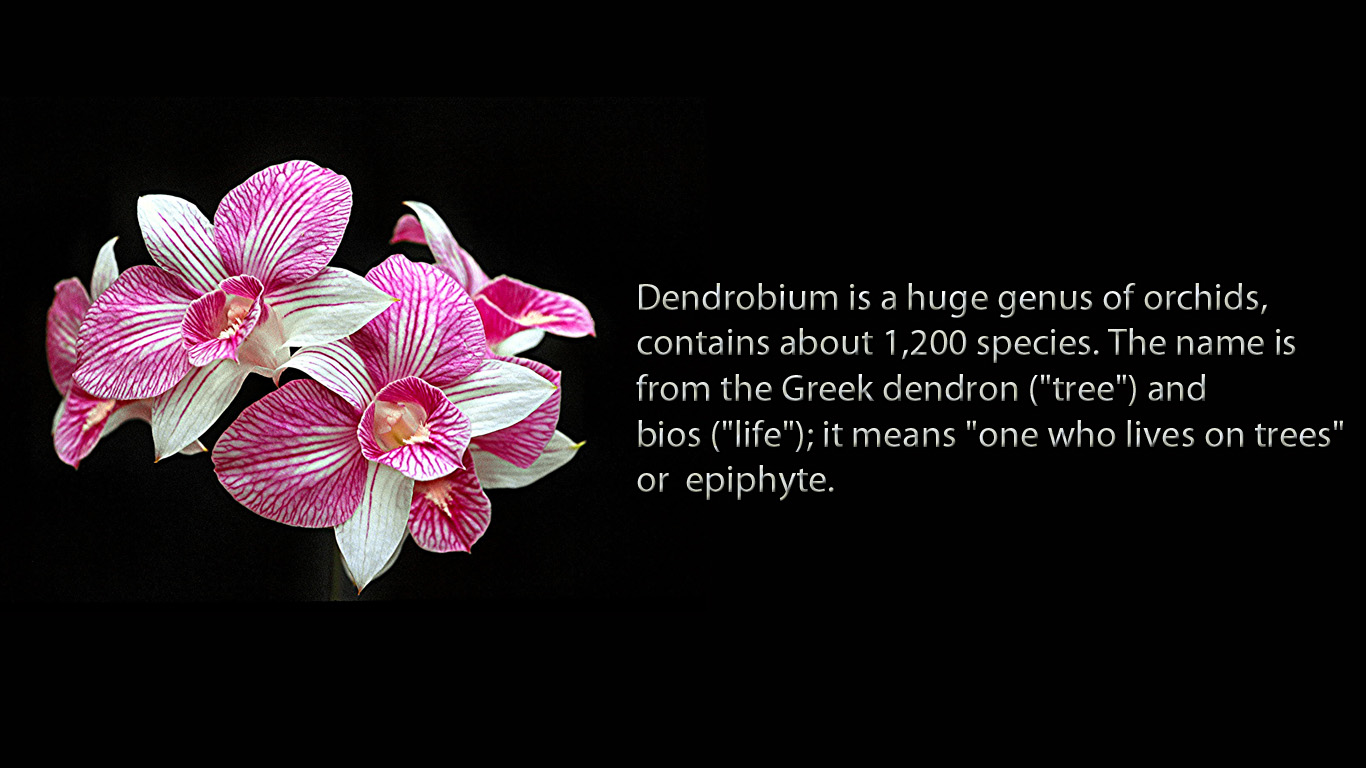 Dendrobium is a huge genus of orchids,
contains about 1,200 species. The name is
from the Greek dendron ("tree") and
bios ("life"); it means "one who lives on trees"
or  epiphyte.